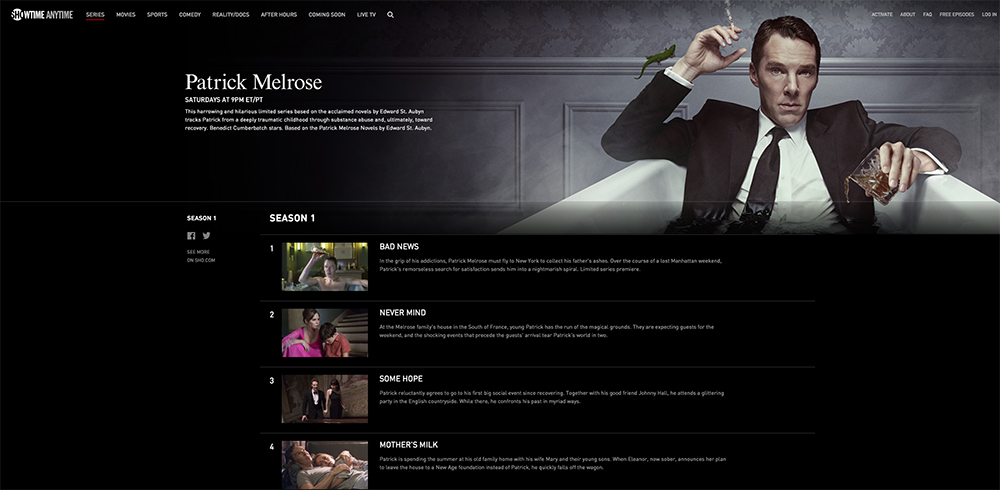 SHOWTIME ANYTIME SERIES MOVIES SPORTS COMEDY REALITY/DOCS AFTER HOURS COMING SOON LIVE TV ACTIVATE ABOUT FAQ FREE EPISODES LOG IN
Patrick Melrose
SATURDAYS AT 9PM ET/PT
This harrowing and hilarious limited series based on the acclaimed novels by Edward St. Aubyn
tracks Patrick from a deeply traumatic childhood through substance abuse and, ultimately, toward
recovery. Benedict Cumberbatch stars. Based on the Patrick Melrose Novels by Edward St. Aubyn.
SEASON 1
SEE MORE
ON SHO.COM
SEASON 1
1
BAD NEWS
In the grip of his addictions, Patrick Melrose must fly to New York to collect his father's ashes. Over the course of a lost Manhattan weekend,
Patrick's remorseless search for satisfaction sends him into a nightmarish spiral. Limited series premiere.
2
NEVER MIND
At the Melrose family's house in the South of France, young Patrick has the run of the magical grounds. They are expecting guests for the
weekend, and the shocking events that precede the guests' arrival tear Patrick's world in two.
3
SOME HOPE
Patrick reluctantly agrees to go to his first big social event since recovering. Together with his good friend Johnny Hall, he attends a glittering
party in the English countryside. While there, he confronts his past in myriad ways.
4
MOTHER'S MILK
Patrick is spending the summer at his old family home with his wife Mary and their young sons. When Eleanor, now sober, announces her plan
to leave the house to a New Age foundation instead of Patrick, he quickly falls off the wagon.